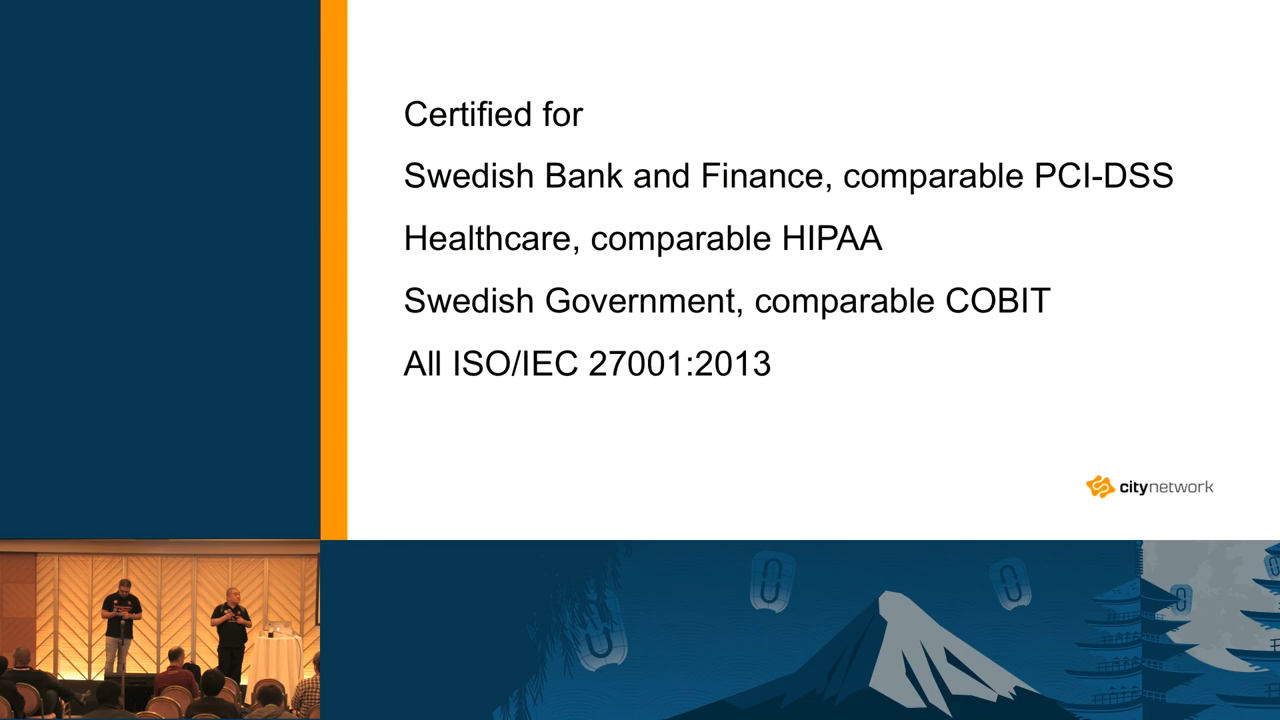 Certified for
Swedish Bank and Finance, comparable PCI-DSS
Healthcare, comparable HIPAA
Swedish Government, comparable COBIT
All ISO/IEC 27001:2013
citynetwork